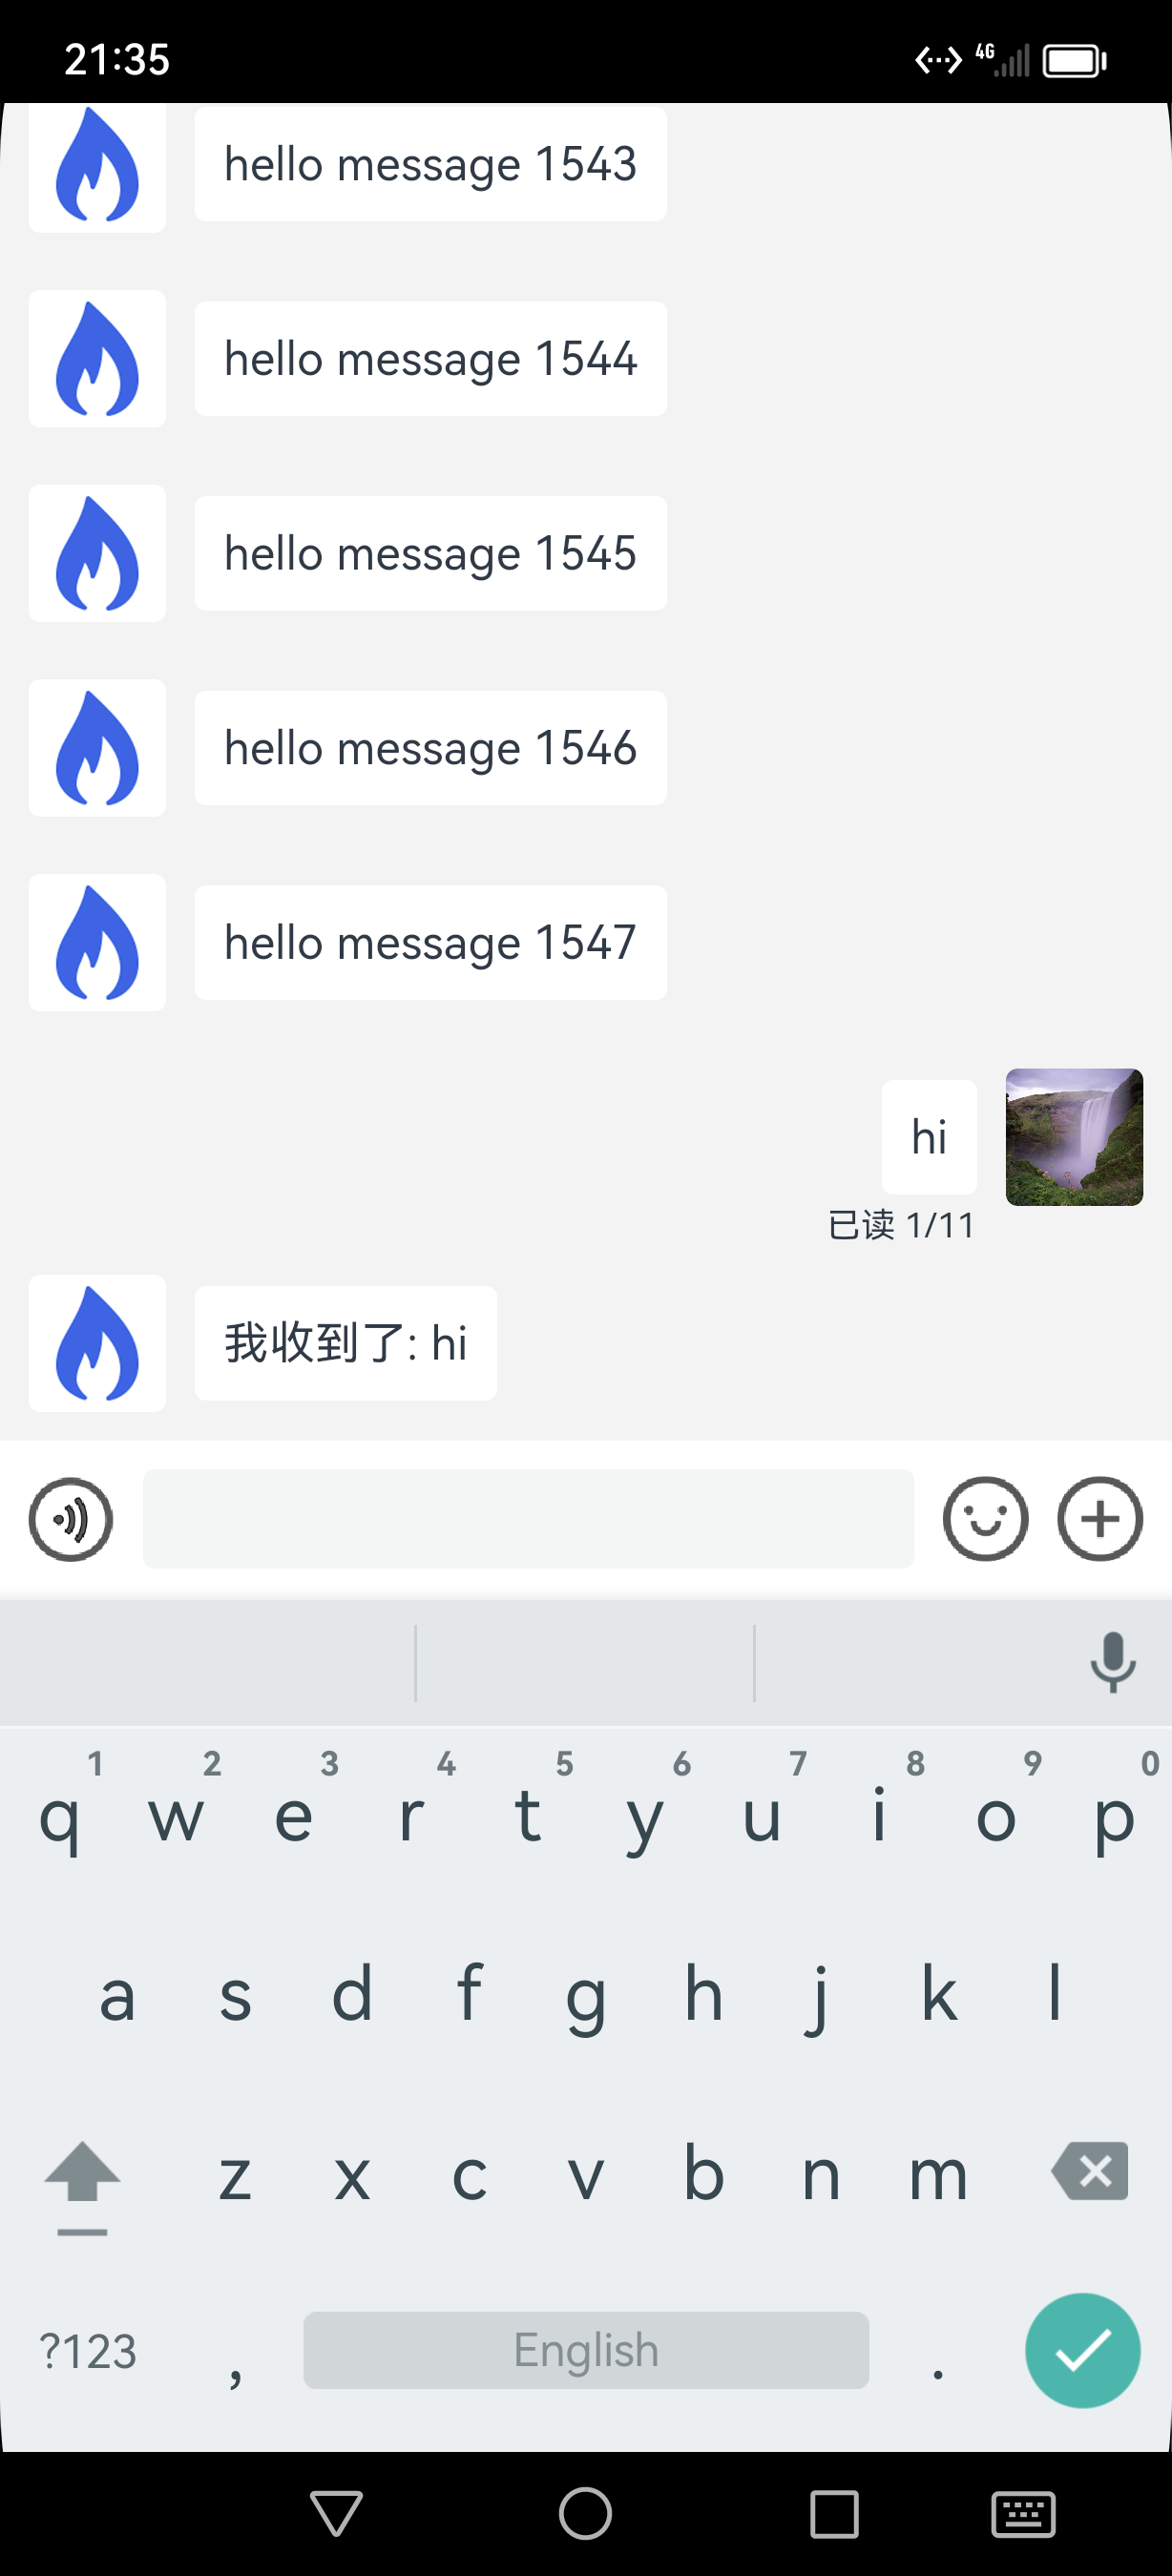 21:35
4G
hello message 1543
hello message 1544
hello message 1545
hello message 1546
hello message 1547
hi
已读 1/11
我收到了: hi
1 2 3 4 5 6 7 8 9 0
q w e r t y u i o p
a s d f g h j k l
z x c v b n m
?123 , English .